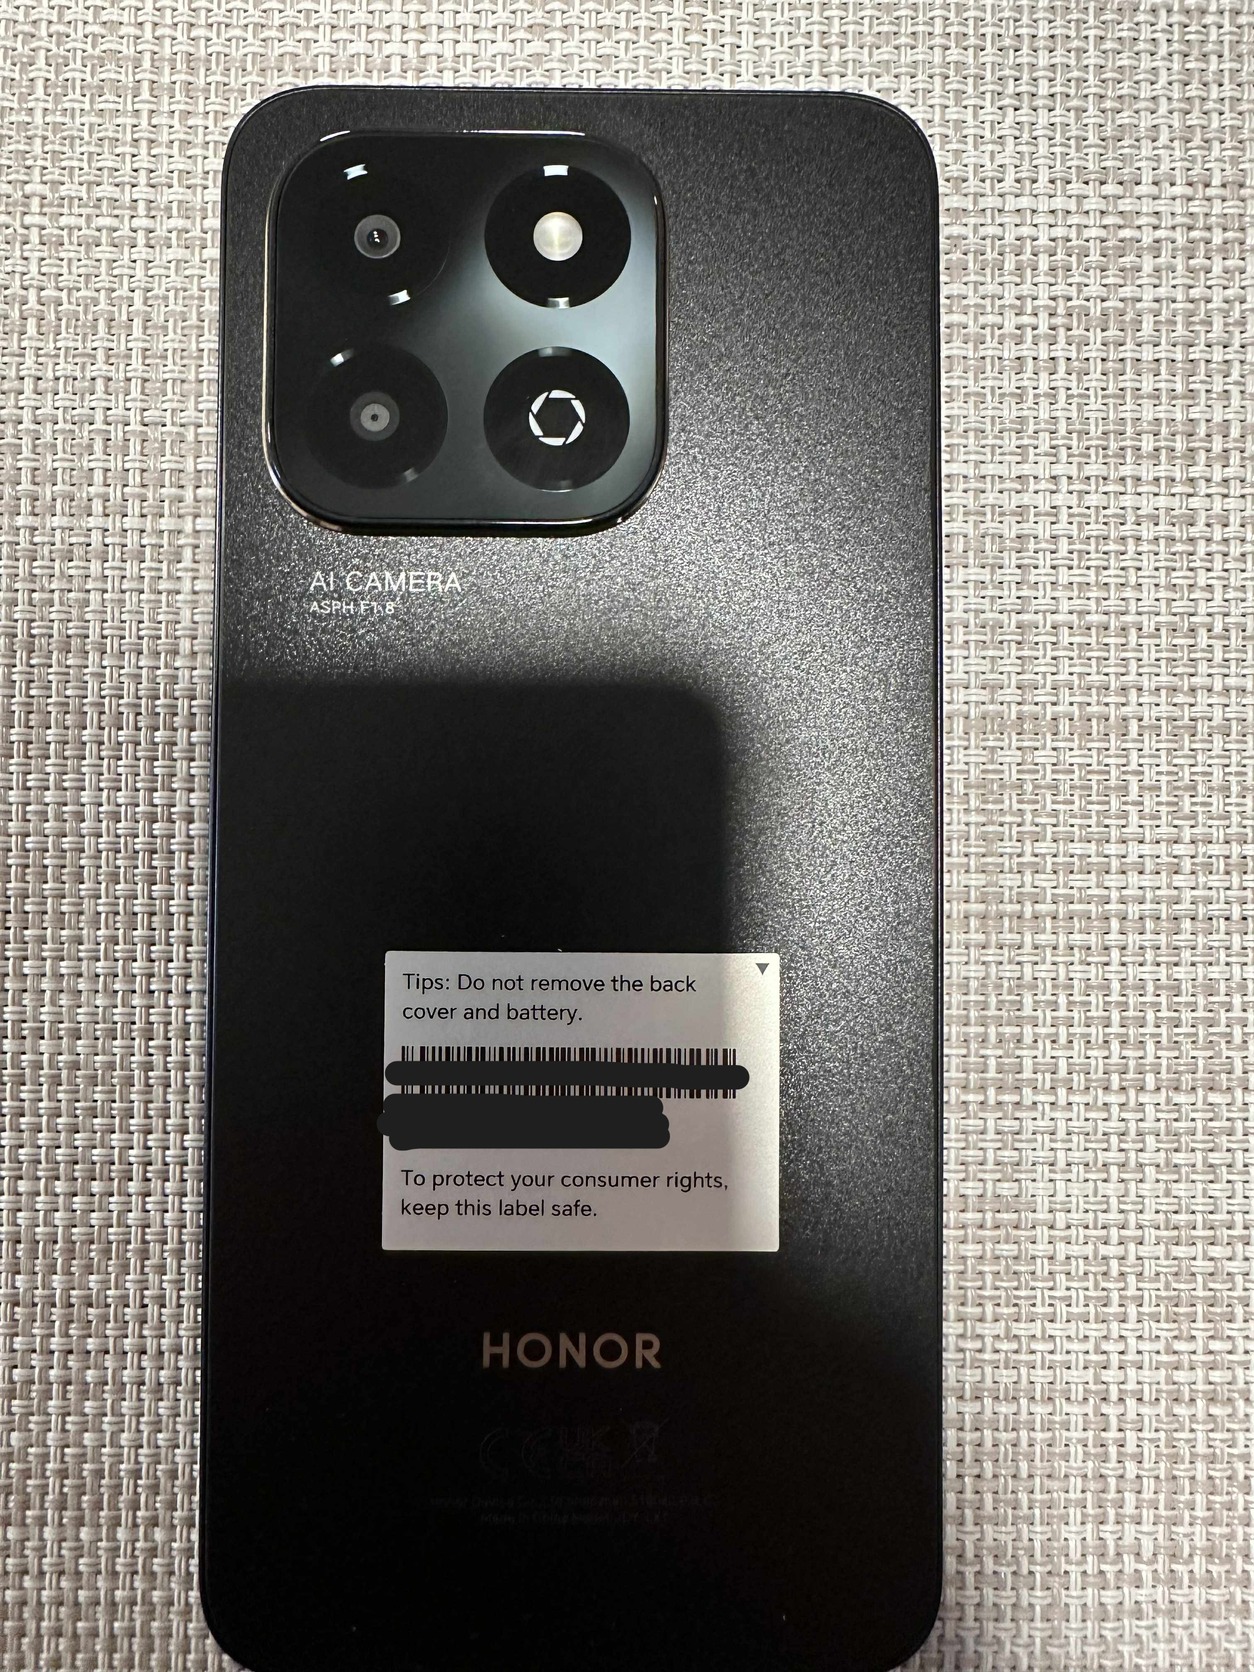 AI CAMERA
ASPH F1.8
Tips: Do not remove the back
cover and battery.
To protect your consumer rights,
keep this label safe.
HONOR